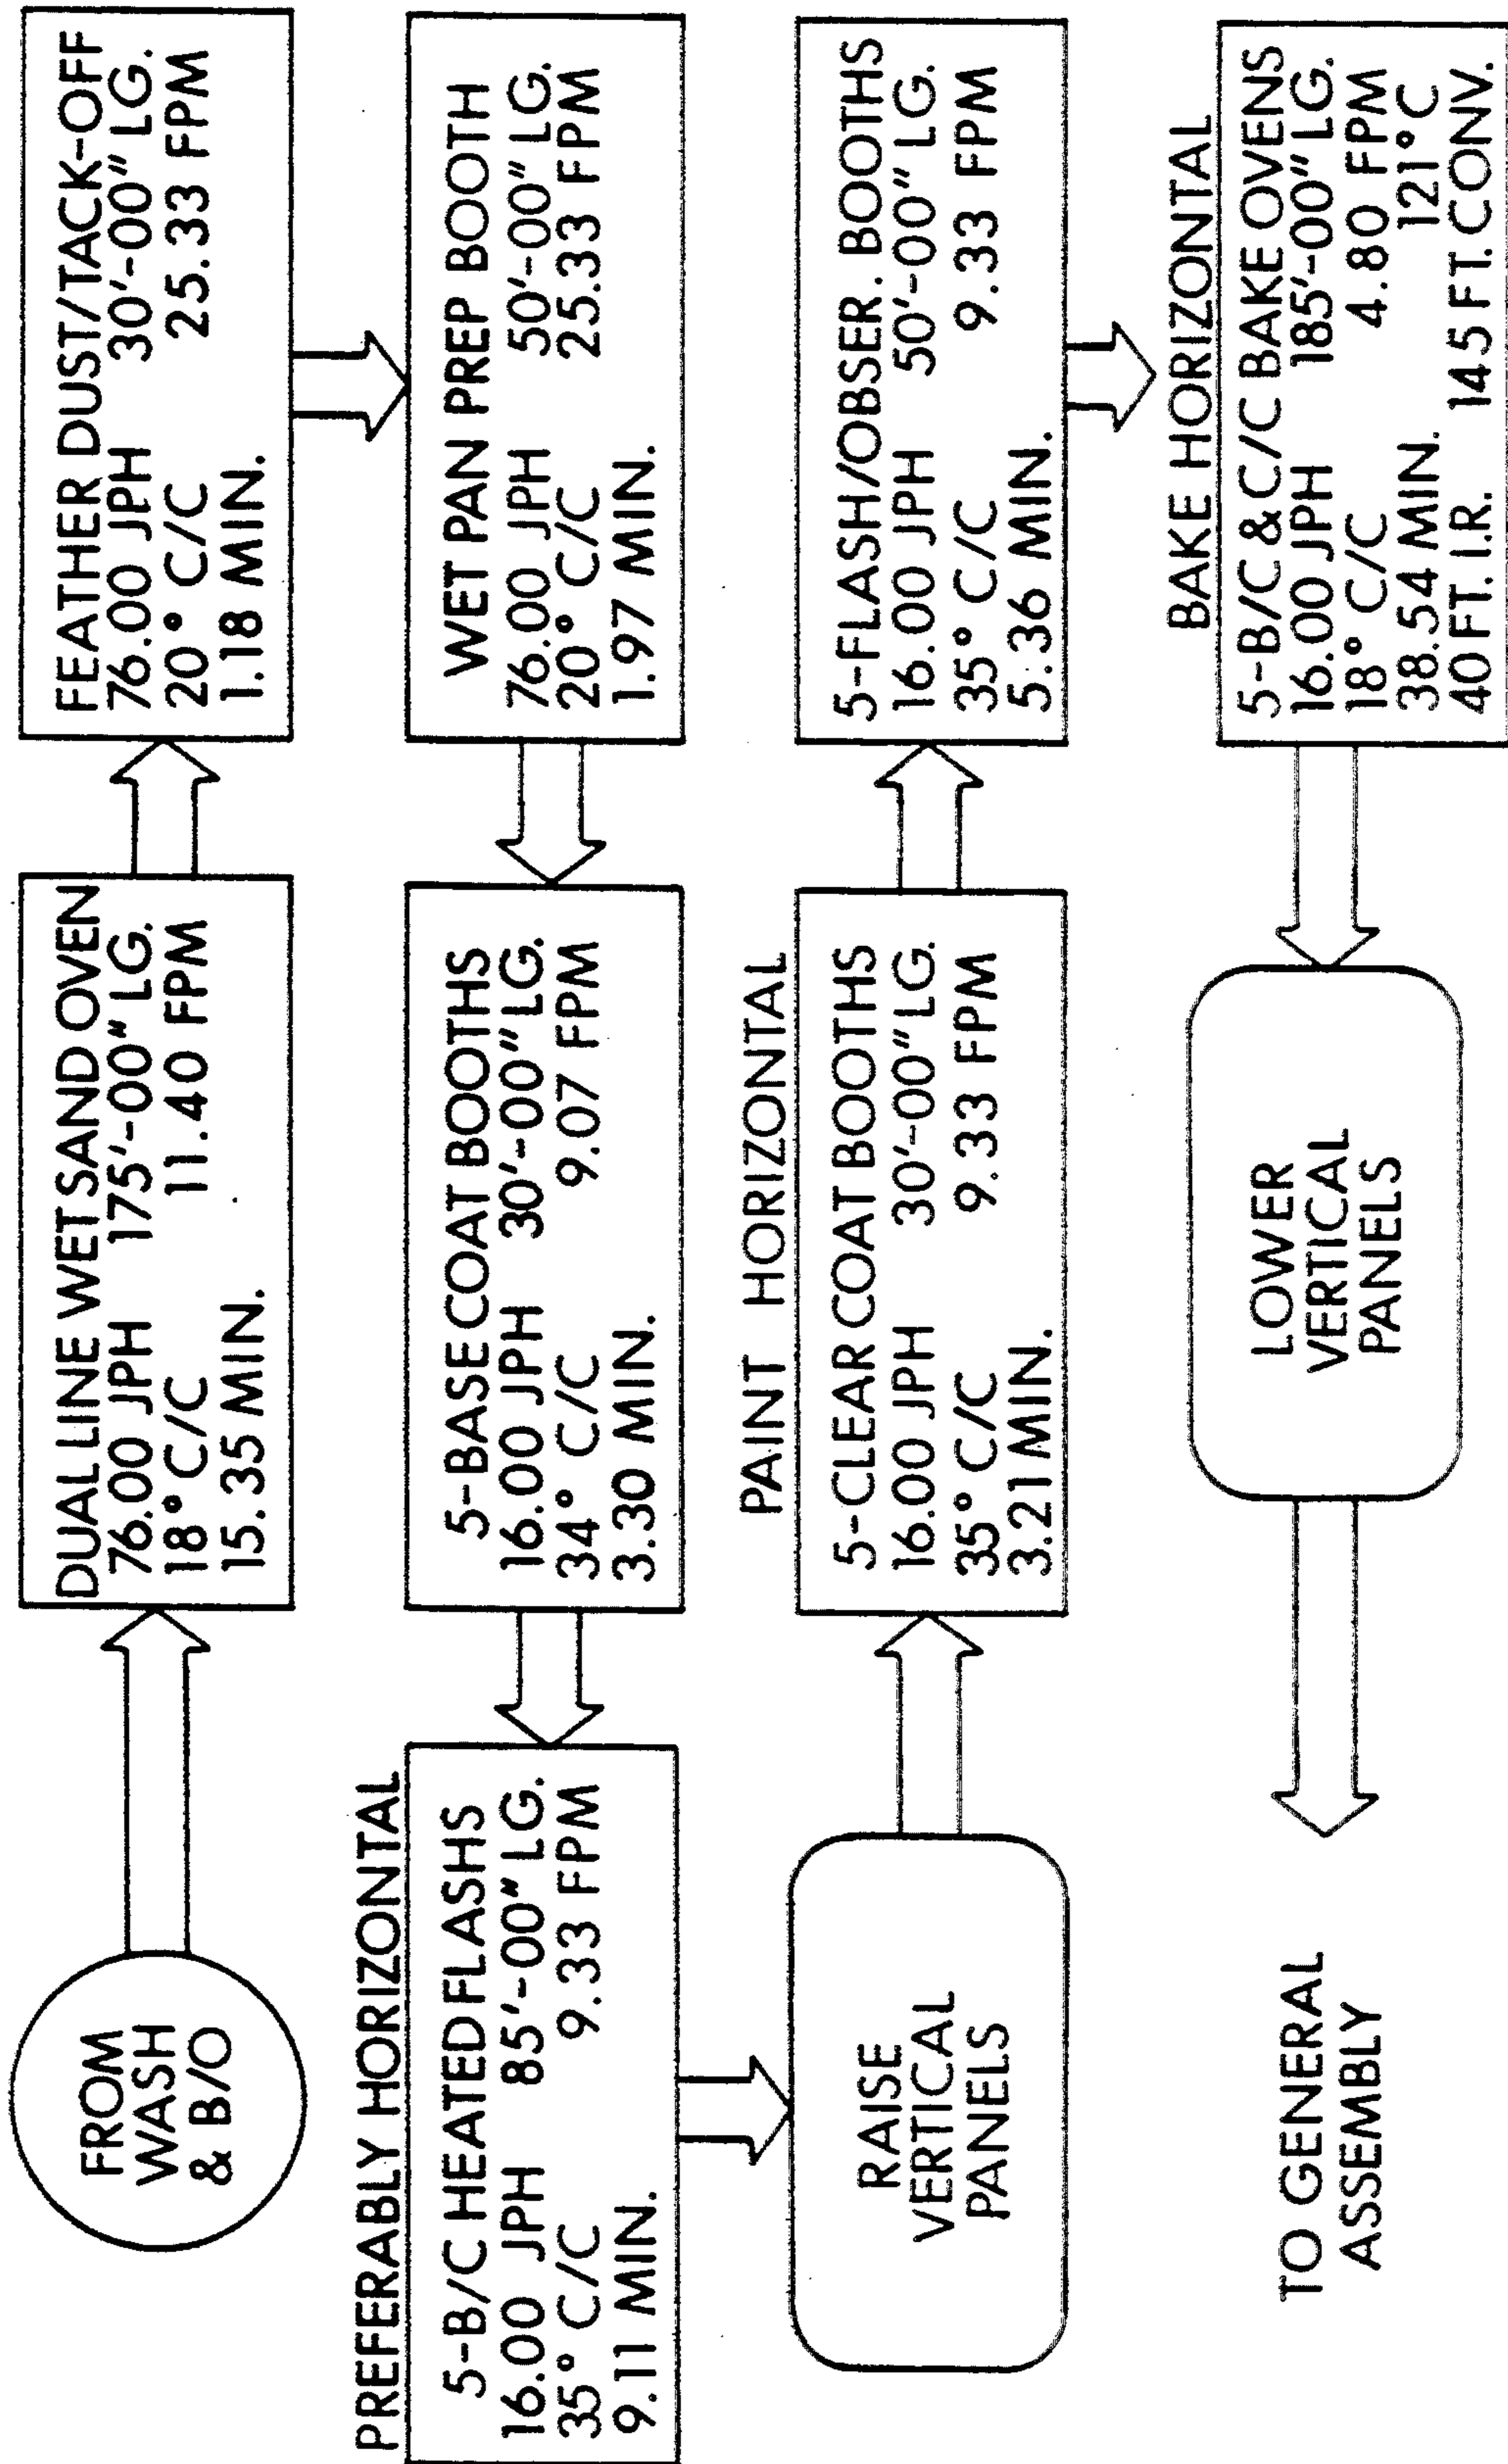 FROM
WASH
& B/O
DUAL LINE WETSAND OVEN
76.00 JPH 175'-00" LG.
18° C/C 11.40 FPM
15.35 MIN.
FEATHER DUST/TACK-OFF
76.00 JPH 30'-00" LG.
20° C/C 25.33 FPM
1.18 MIN.
WET PAN PREP BOOTH
76.00 JPH 50'-00" LG.
20° C/C 25.33 FPM
1.97 MIN.
5-BASE COAT BOOTHS
16.00 JPH 30'-00" LG.
34° C/C 9.07 FPM
3.30 MIN.
PREFERABLY HORIZONTAL
5-B/C HEATED FLASHS
16.00 JPH 85'-00" LG.
35° C/C 9.33 FPM
9.11 MIN.
RAISE
VERTICAL
PANELS
PAINT HORIZONTAL
5-CLEAR COAT BOOTHS
16.00 JPH 30'-00" LG.
35° C/C 9.33 FPM
3.21 MIN.
5-FLASH/OBSER. BOOTHS
16.00 JPH 50'-00" LG.
35° C/C 9.33 FPM
5.36 MIN.
BAKE HORIZONTAL
5-B/C & C/C BAKE OVENS
16.00 JPH 185'-00" LG.
18° C/C 4.80 FPM
38.54 MIN. 121°C
40 FT. I.R. 145 FT. CONV.
LOWER
VERTICAL
PANELS
TO GENERAL
ASSEMBLY